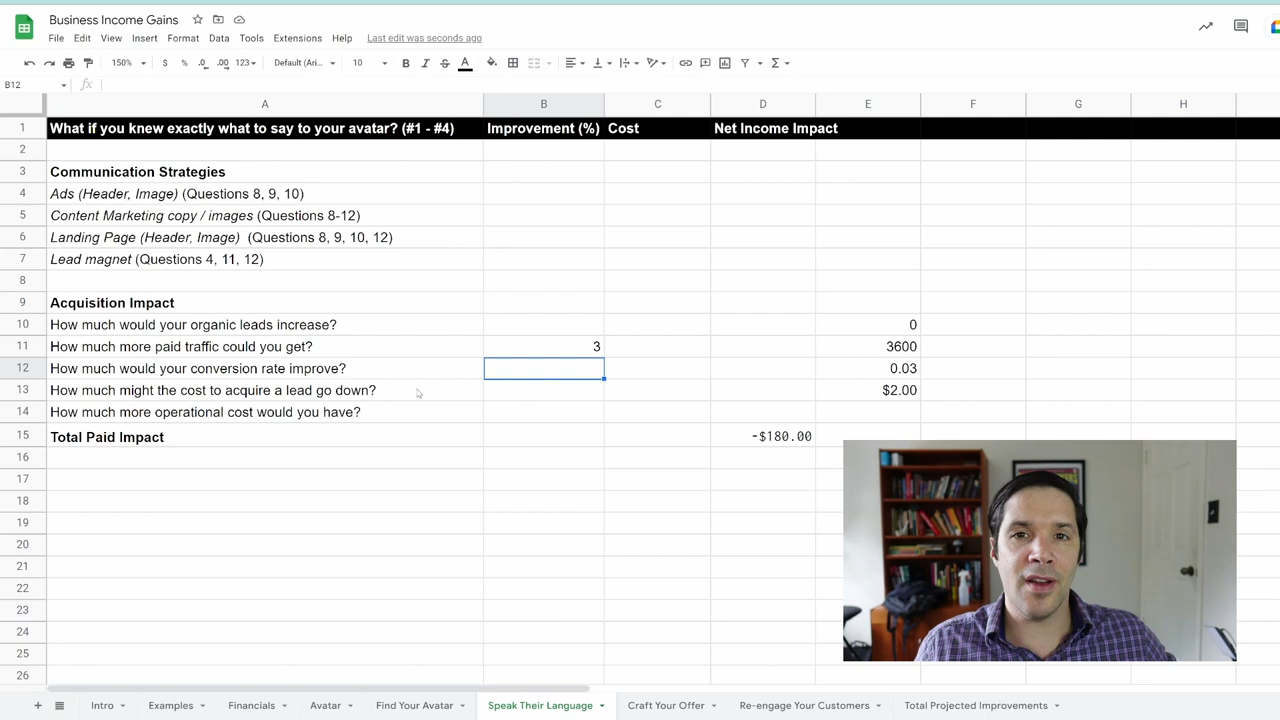 Business Income Gains
File Edit View Insert Format Data Tools Extensions Help Last edit was seconds ago
150% $ % .0 .00 123 Default (Ari... 10 B I S A
B12 fx
A B C D E F G H
1 What if you knew exactly what to say to your avatar? (#1 - #4) Improvement (%) Cost Net Income Impact
2
3 Communication Strategies
4 Ads (Header, Image) (Questions 8, 9, 10)
5 Content Marketing copy / images (Questions 8-12)
6 Landing Page (Header, Image) (Questions 8, 9, 10, 12)
7 Lead magnet (Questions 4, 11, 12)
8
9 Acquisition Impact
10 How much would your organic leads increase? 0
11 How much more paid traffic could you get? 3 3600
12 How much would your conversion rate improve? 0.03
13 How much might the cost to acquire a lead go down? $2.00
14 How much more operational cost would you have?
15 Total Paid Impact -$180.00
16
17
18
19
20
21
22
23
24
25
26
+ Intro Examples Financials Avatar Find Your Avatar Speak Their Language Craft Your Offer Re-engage Your Customers Total Projected Improvements